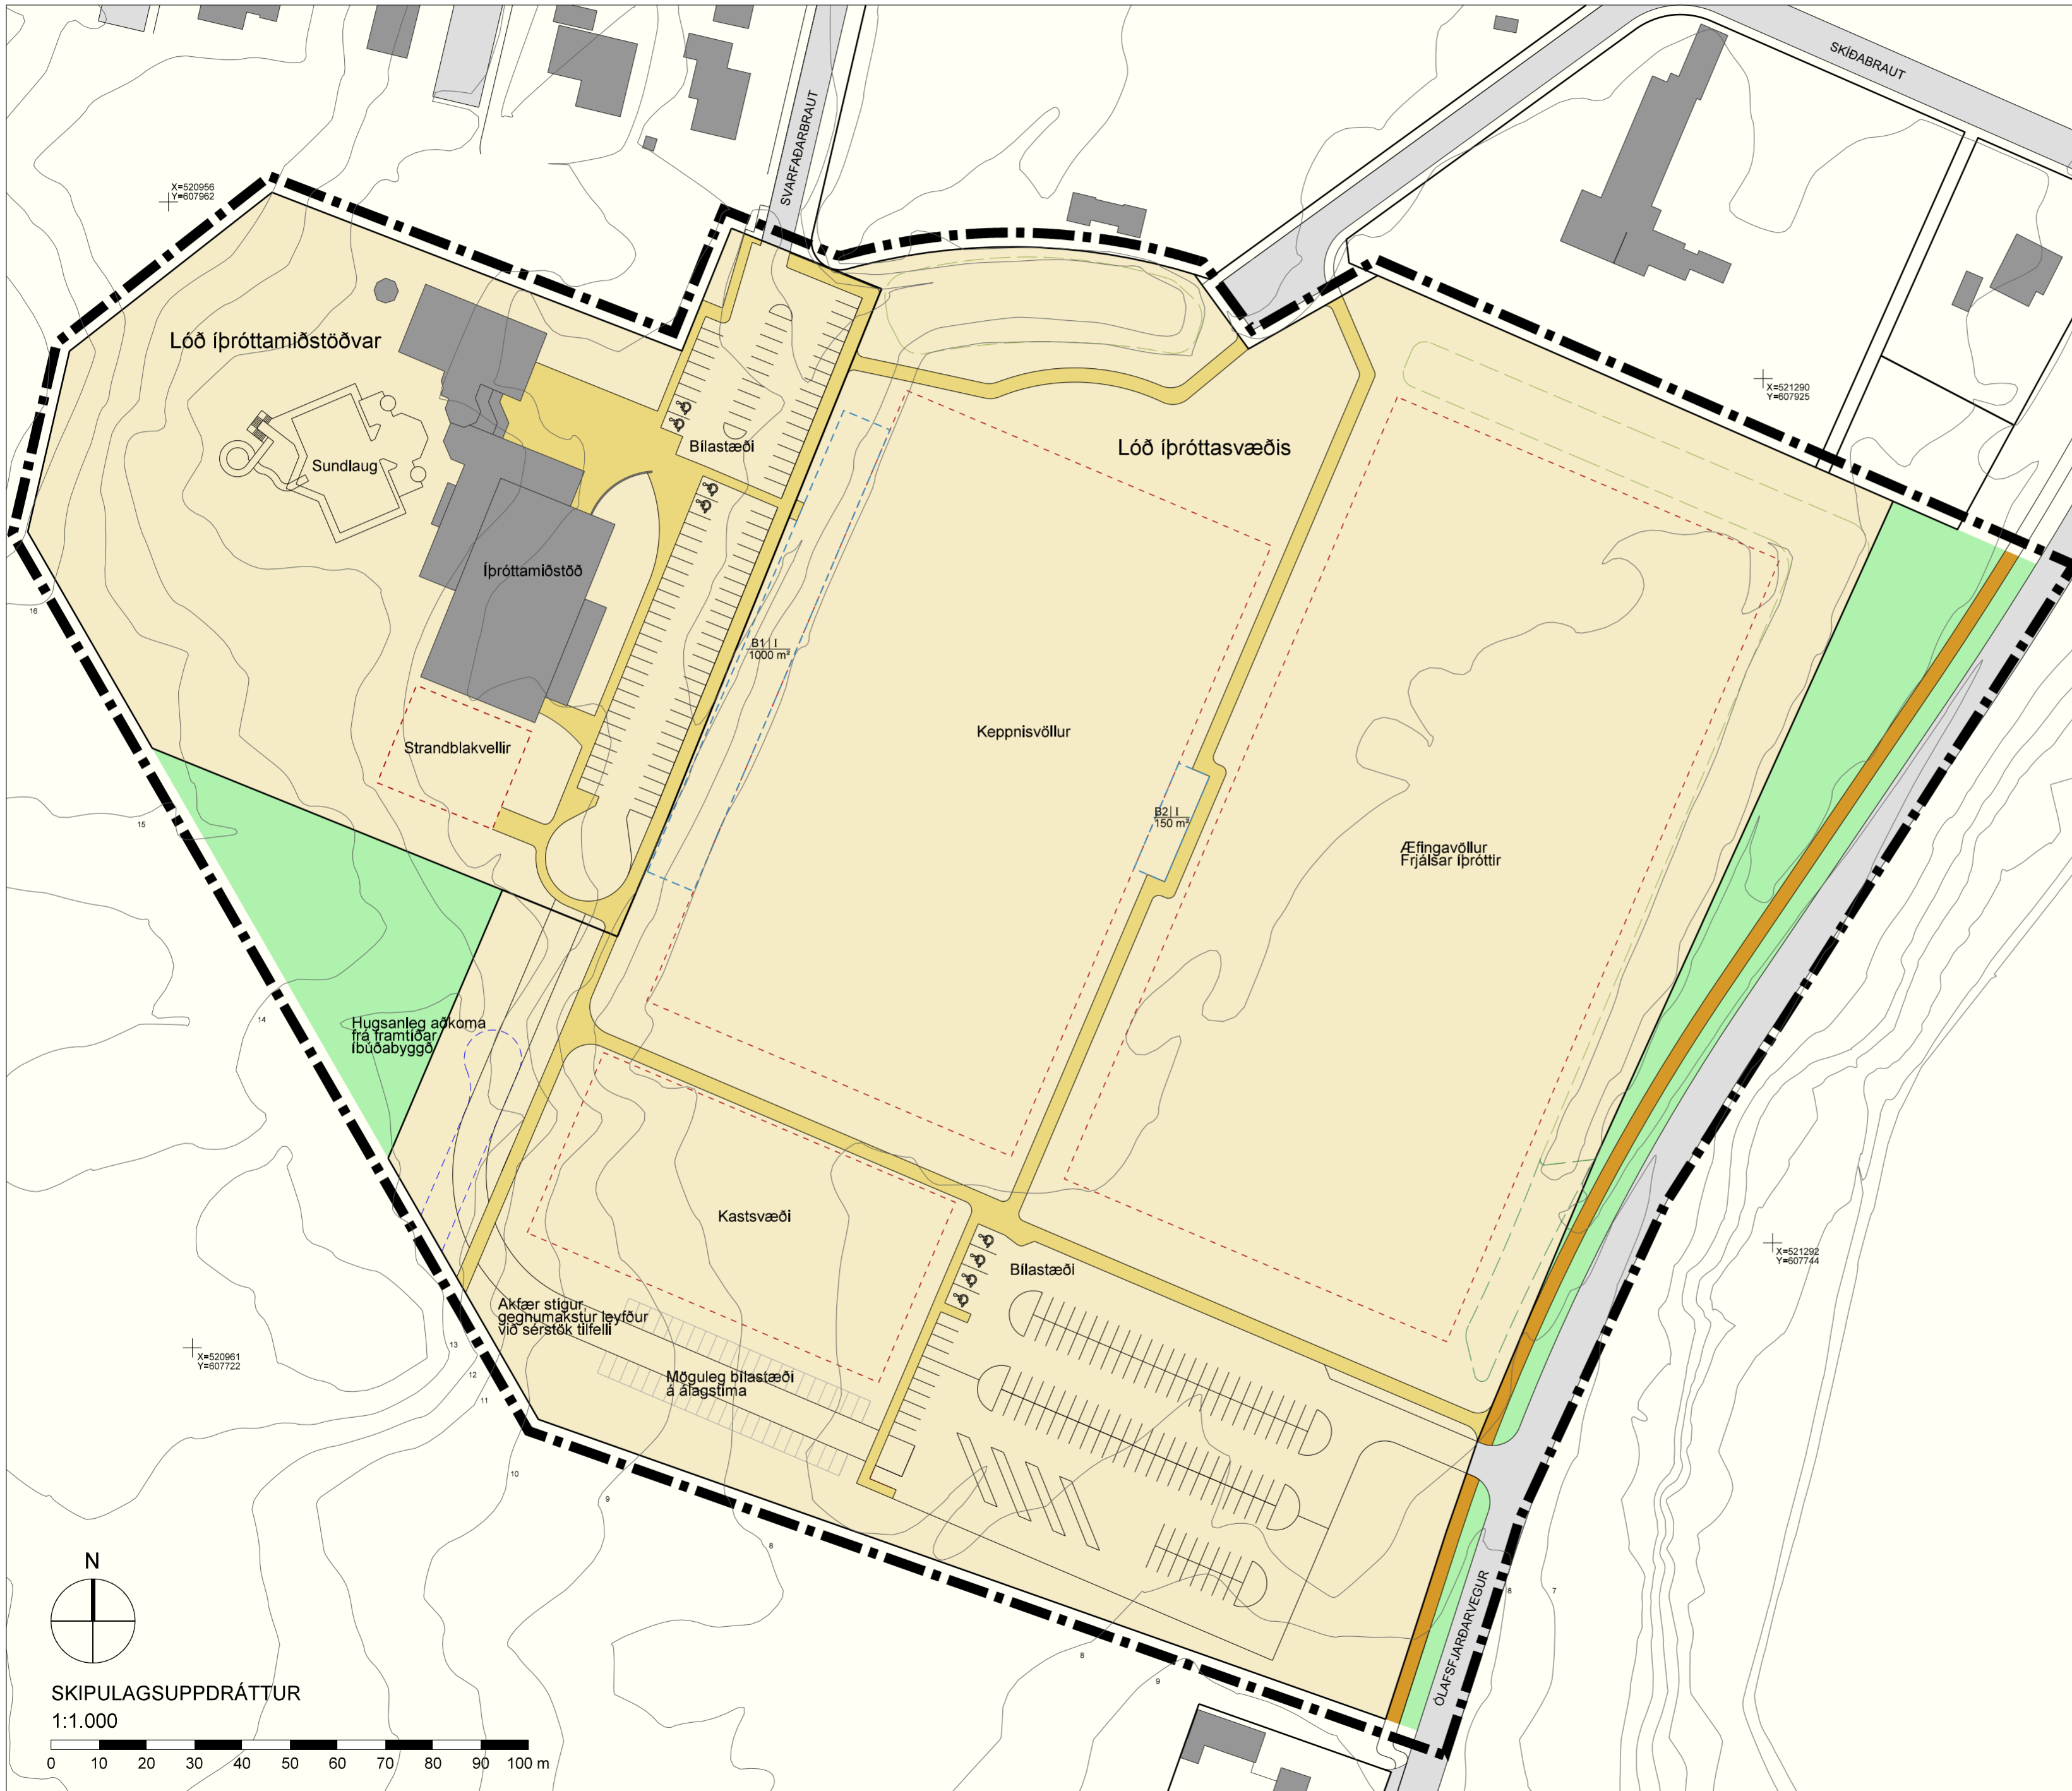 SKÍÐABRAUT
SVARFAÐARBRAUT
X=520956
Y=607962
Lóð íþróttamiðstöðvar
X=521290
Y=607925
Bílastæði
Lóð íþróttasvæðis
Sundlaug
Íþróttamiðstöð
16
B1 I
1000 m²
Keppnisvöllur
Strandblakvellir
B2 I
150 m²
15
Æfingavöllur
Frjálsar íþróttir
14
Hugsanleg aðkoma
frá framtíðar
íbúðabyggð
Kastsvæði
X=521292
Y=607744
Bílastæði
Akfær stígur,
gegnumakstur leyfður
við sérstök tilfelli
13
X=520961
Y=607722
12
Möguleg bílastæði
á álagstíma
11
10
9
8
N
8
7
ÓLAFSFJARÐARVEGUR
8
9
SKIPULAGSUPPDRÁTTUR
1:1.000
0 10 20 30 40 50 60 70 80 90 100 m